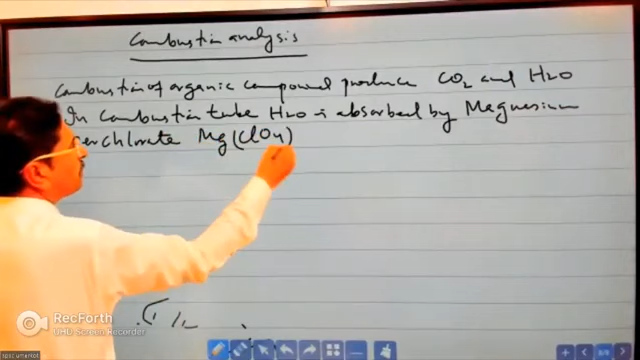 Combustion analysis
Combustion of organic compound produce CO2 and H2O
In Combustion tube H2O is absorbed by Magnesium
perchlorate Mg(ClO4)
RecForth
UHD Screen Recorder